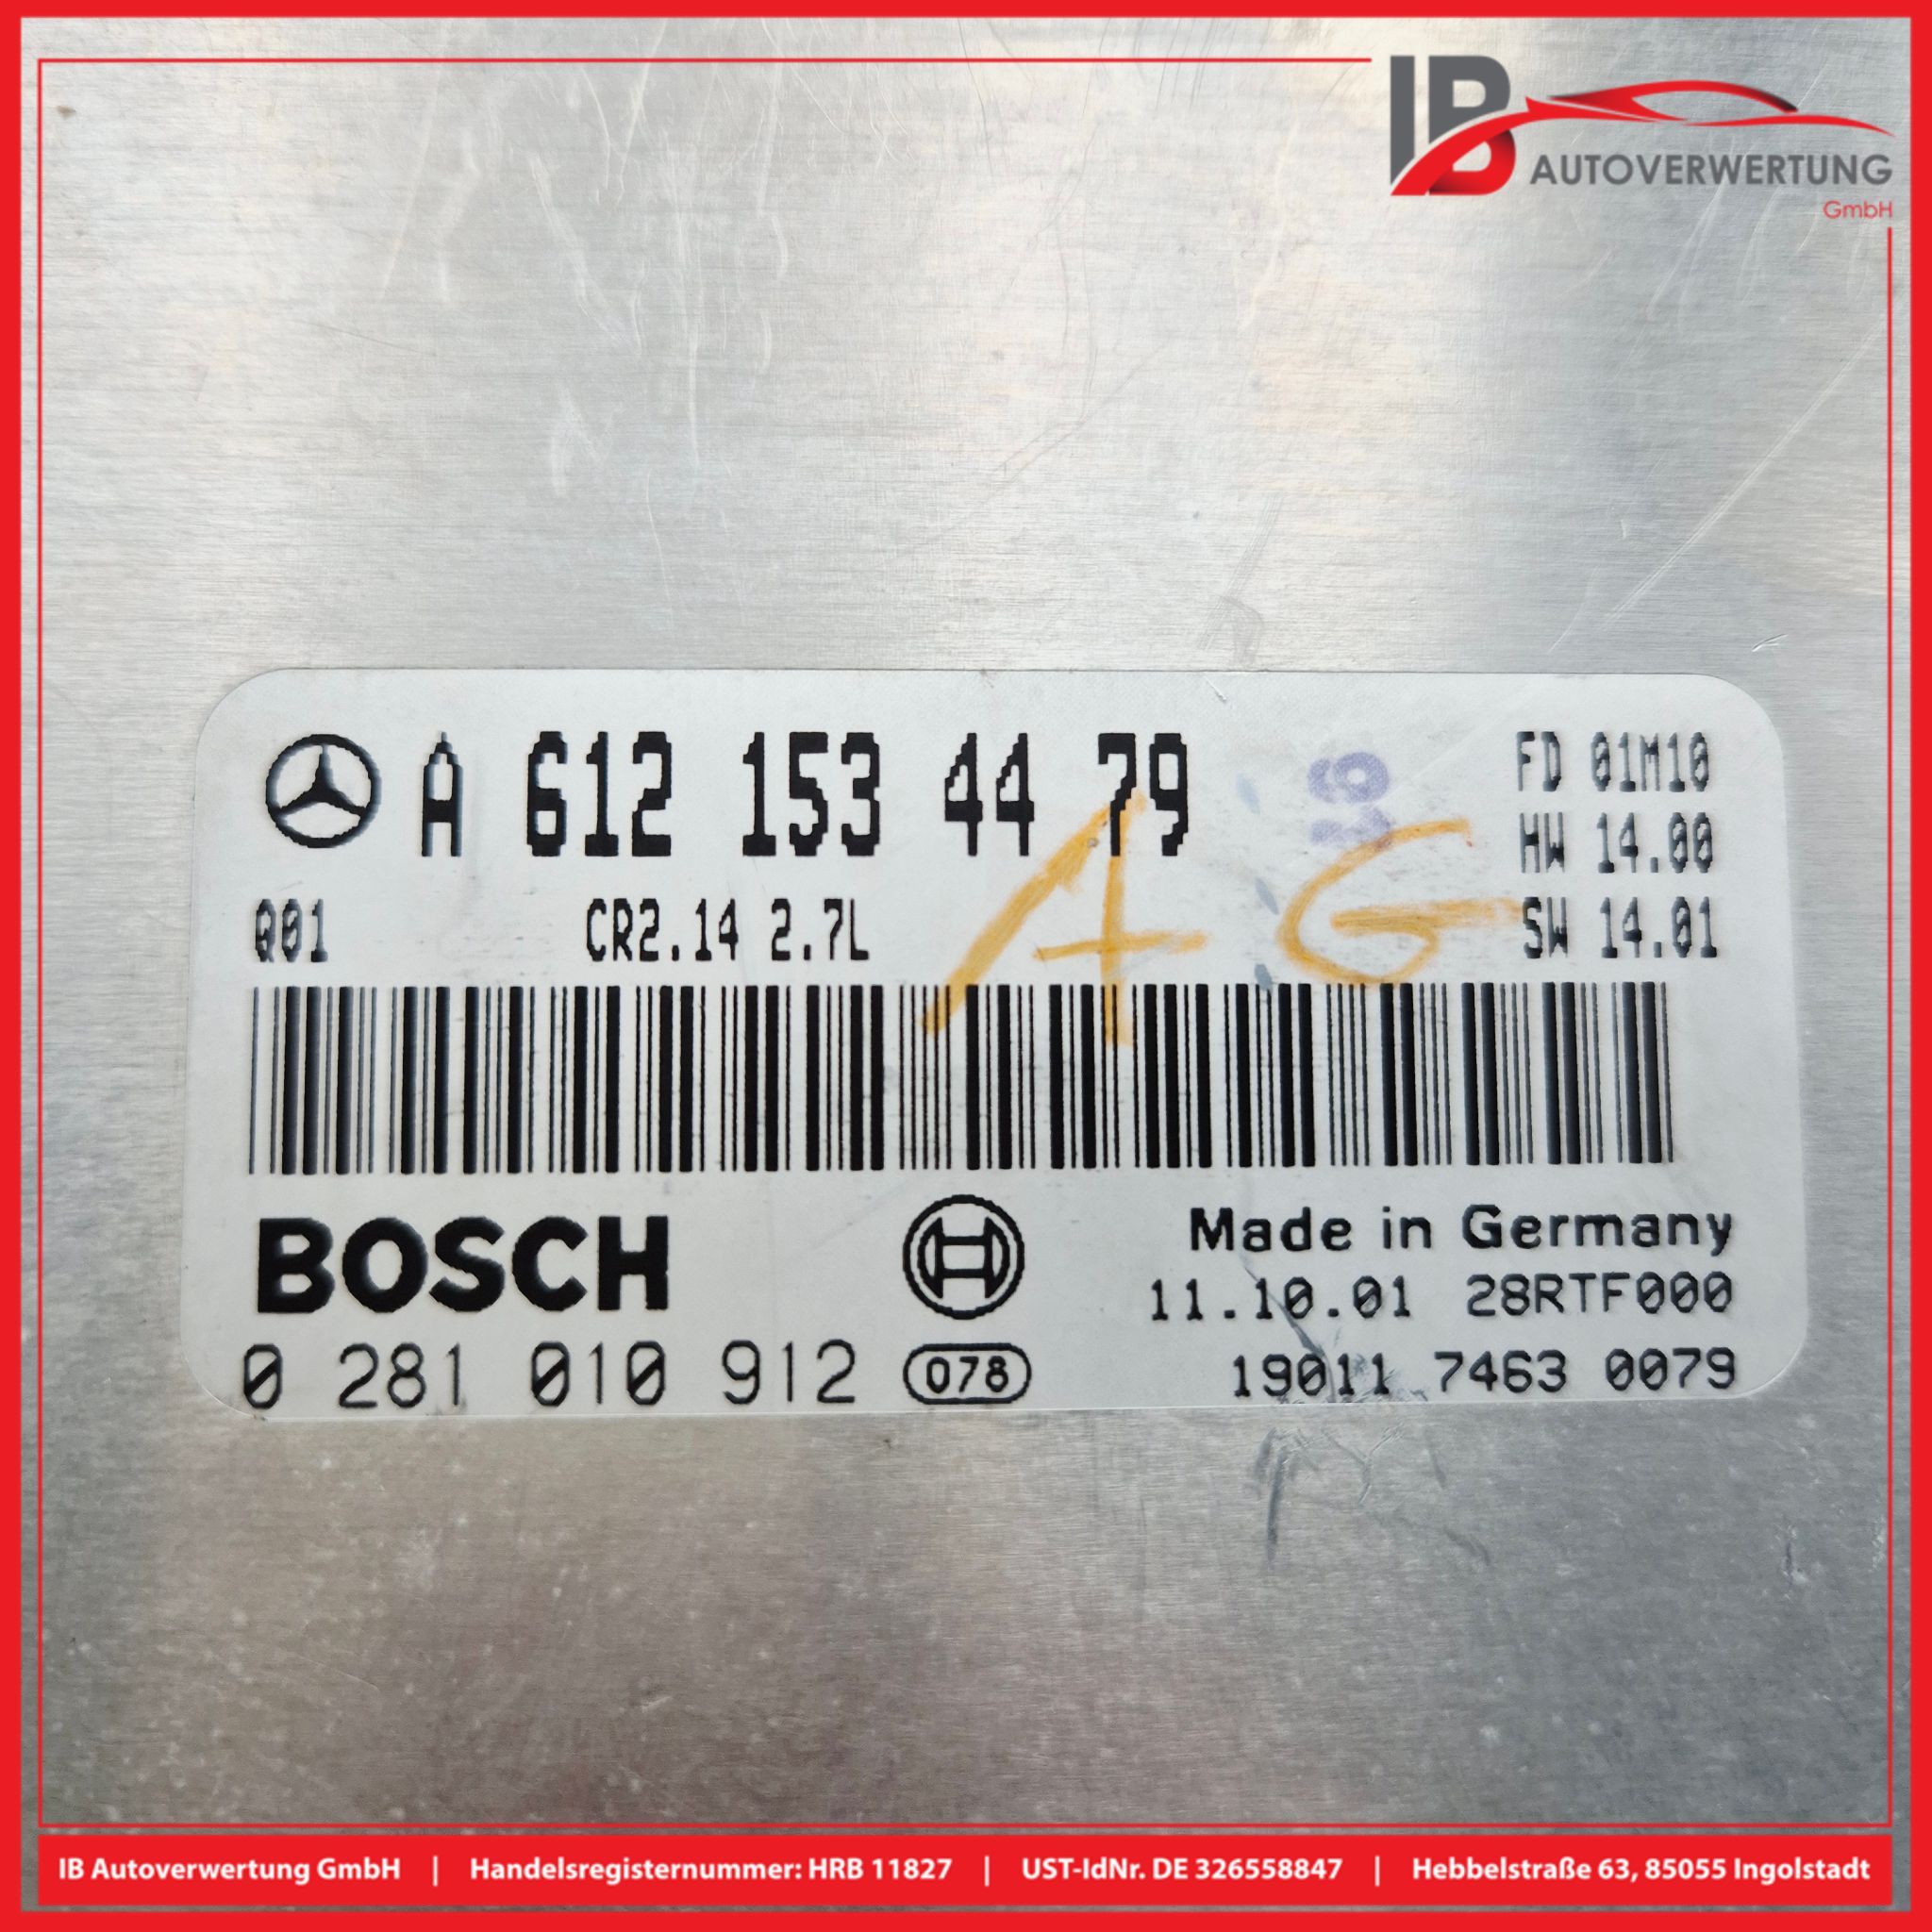 IB AUTOVERWERTUNG
GmbH
A 612 153 44 79
FD 01M10
HW 14.00
Q01 CR2.14 2.7L
SW 14.01
AG
BOSCH
Made in Germany
11.10.01 28RTF000
0 281 010 912 078 19011 7463 0079
IB Autoverwertung GmbH | Handelsregisternummer: HRB 11827 | UST-IdNr. DE 326558847 | Hebbelstraße 63, 85055 Ingolstadt